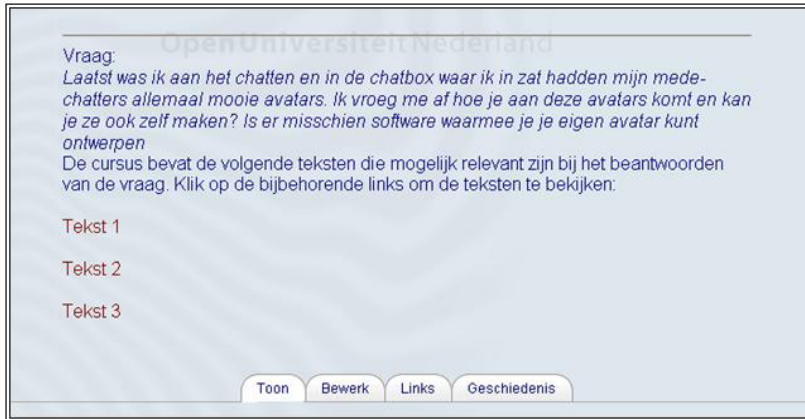 OpenUniversiteitNederland
Vraag:
Laatst was ik aan het chatten en in de chatbox waar ik in zat hadden mijn mede-
chatters allemaal mooie avatars. Ik vroeg me af hoe je aan deze avatars komt en kan
je ze ook zelf maken? Is er misschien software waarmee je je eigen avatar kunt
ontwerpen
De cursus bevat de volgende teksten die mogelijk relevant zijn bij het beantwoorden
van de vraag. Klik op de bijbehorende links om de teksten te bekijken:
Tekst 1
Tekst 2
Tekst 3
Toon Bewerk Links Geschiedenis